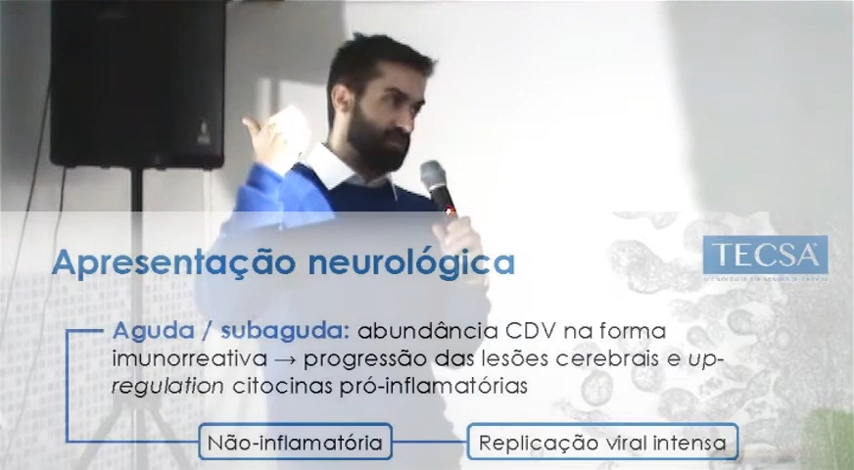 Apresentação neurológica
TECSA
Aguda / subaguda: abundância CDV na forma
imunorreativa → progressão das lesões cerebrais e up-
regulation citocinas pró-inflamatórias
Não-inflamatória
Replicação viral intensa